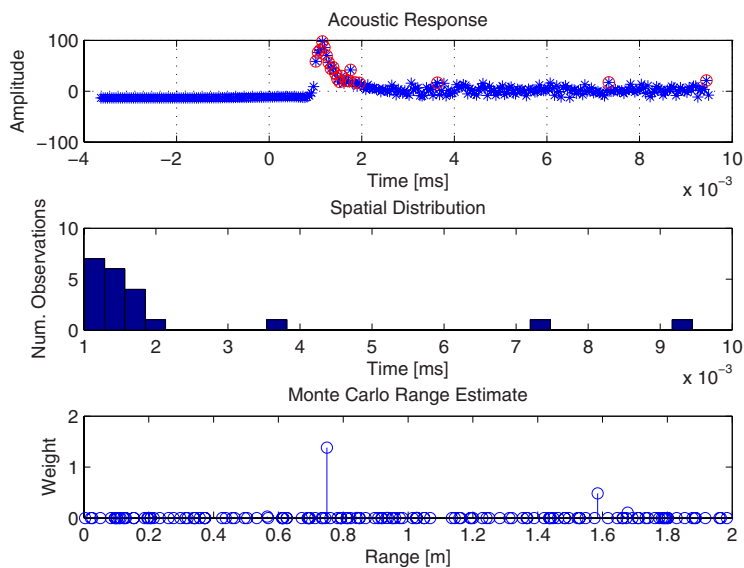 Acoustic Response
Amplitude
100
0
−100
−4 −2 0 2 4 6 8 10
Time [ms]
x 10⁻³
Spatial Distribution
Num. Observations
10
5
0
1 2 3 4 5 6 7 8 9 10
Time [ms]
x 10⁻³
Monte Carlo Range Estimate
Weight
2
1
0
0 0.2 0.4 0.6 0.8 1 1.2 1.4 1.6 1.8 2
Range [m]